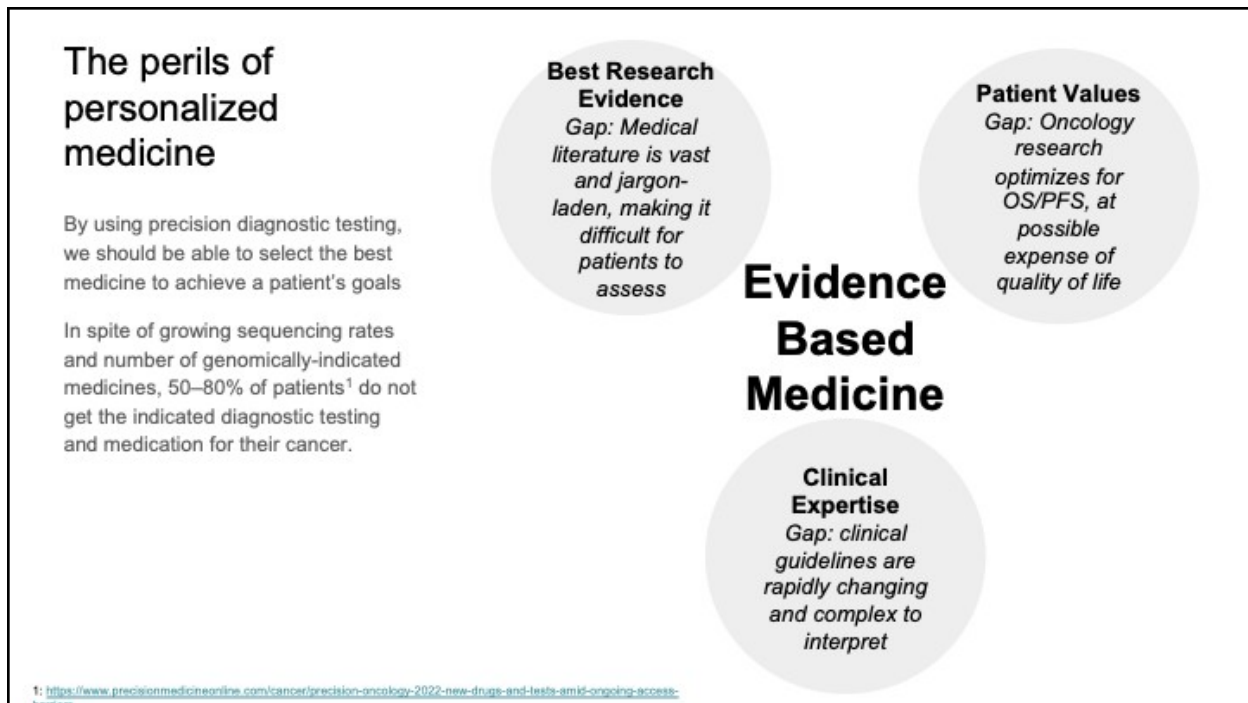 The perils of
personalized
medicine
By using precision diagnostic testing,
we should be able to select the best
medicine to achieve a patient's goals
In spite of growing sequencing rates
and number of genomically-indicated
medicines, 50–80% of patients1 do not
get the indicated diagnostic testing
and medication for their cancer.
Best Research
Evidence
Gap: Medical
literature is vast
and jargon-
laden, making it
difficult for
patients to
assess
Patient Values
Gap: Oncology
research
optimizes for
OS/PFS, at
possible
expense of
quality of life
Evidence
Based
Medicine
Clinical
Expertise
Gap: clinical
guidelines are
rapidly changing
and complex to
interpret
1: https://www.precisionmedicineonline.com/cancer/precision-oncology-2022-new-drugs-and-tests-amid-ongoing-access-